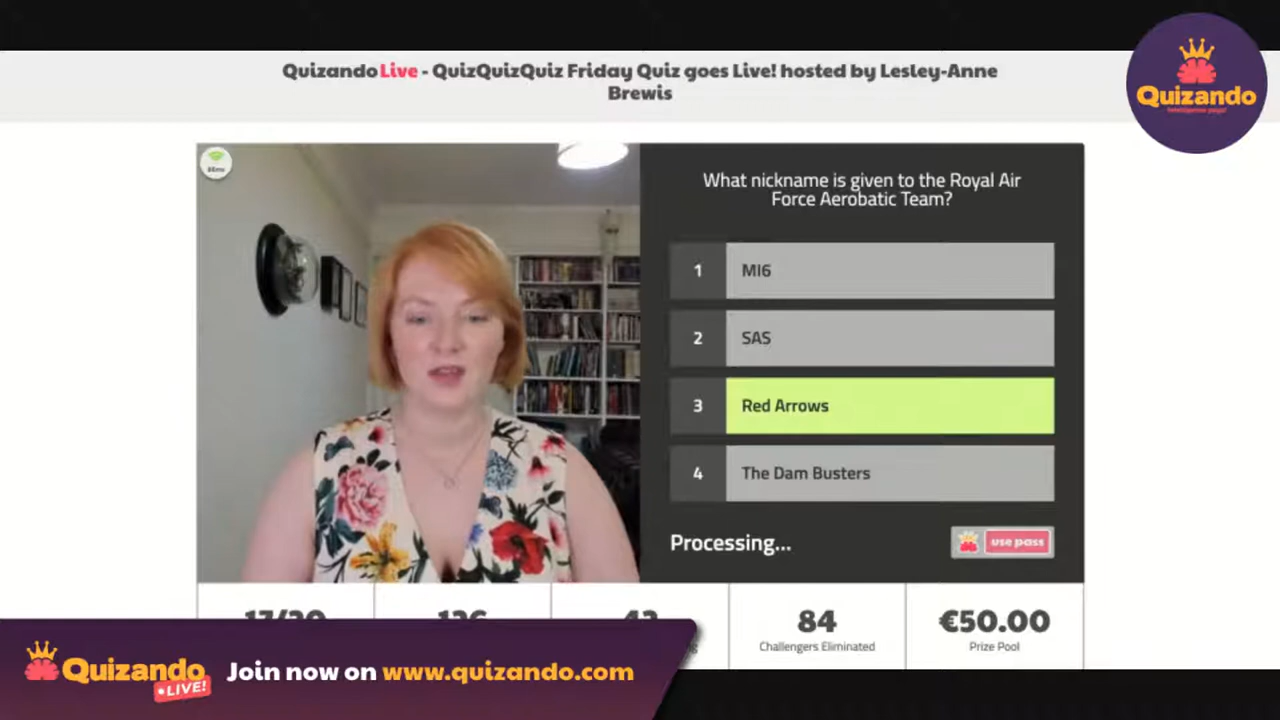 Quizando Live - QuizQuizQuiz Friday Quiz goes Live! hosted by Lesley-Anne
Brewis
Quizando
What nickname is given to the Royal Air
Force Aerobatic Team?
1 MI6
2 SAS
3 Red Arrows
4 The Dam Busters
Processing...
use pass
84
Challengers Eliminated
€50.00
Prize Pool
Quizando
LIVE!
Join now on www.quizando.com